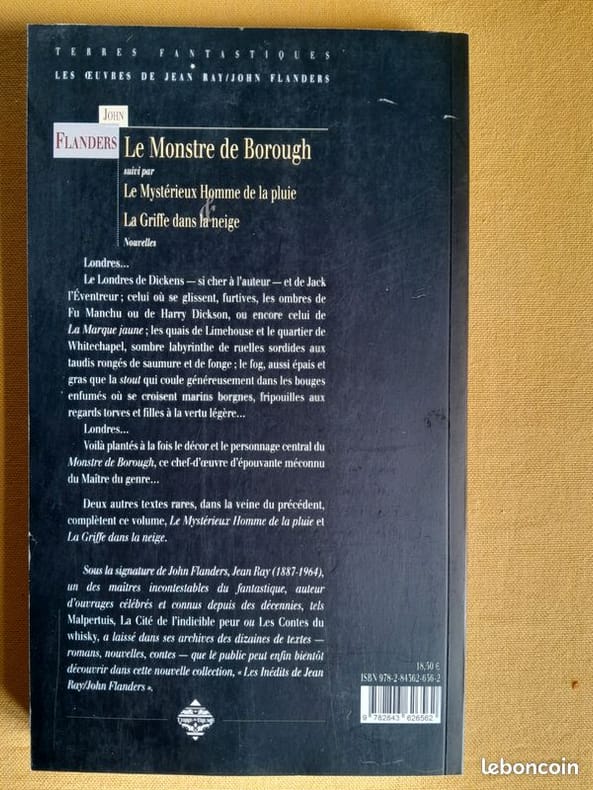 TERRES FANTASTIQUES
LES ŒUVRES DE JEAN RAY/JOHN FLANDERS
JOHN
FLANDERS
Le Monstre de Borough
suivi par
Le Mystérieux Homme de la pluie
&
La Griffe dans la neige
Nouvelles
Londres...
Le Londres de Dickens — si cher à l'auteur — et de Jack
l'Éventreur ; celui où se glissent, furtives, les ombres de
Fu Manchu ou de Harry Dickson, ou encore celui de
La Marque jaune ; les quais de Limehouse et le quartier de
Whitechapel, sombre labyrinthe de ruelles sordides aux
taudis rongés de saumure et de fonge ; le fog, aussi épais et
gras que la stout qui coule généreusement dans les bouges
enfumés où se croisent marins borgnes, fripouilles aux
regards torves et filles à la vertu légère...
Londres...
Voilà plantés à la fois le décor et le personnage central du
Monstre de Borough, ce chef-d'œuvre d'épouvante méconnu
du Maître du genre...
Deux autres textes rares, dans la veine du précédent,
complètent ce volume, Le Mystérieux Homme de la pluie et
La Griffe dans la neige.
Sous la signature de John Flanders, Jean Ray (1887-1964),
un des maîtres incontestables du fantastique, auteur
d'ouvrages célébrés et connus depuis des décennies, tels
Malpertuis, La Cité de l'indicible peur ou Les Contes du
whisky, a laissé dans ses archives des dizaines de textes —
romans, nouvelles, contes — que le public peut enfin bientôt
découvrir dans cette nouvelle collection, « Les Inédits de Jean
Ray/John Flanders ».
18,50 €
ISBN 978-2-84362-656-2
9 782843 626562
leboncoin